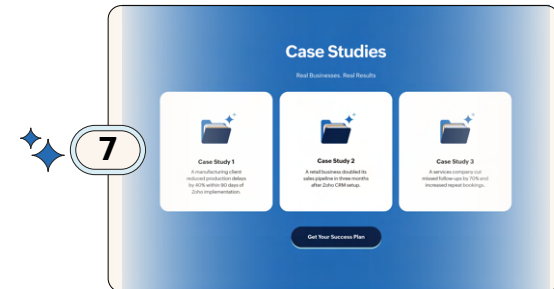 Case Studies
Real Businesses. Real Results
7
Case Study 1
A manufacturing client
reduced production delays
by 40% within 90 days of
Zoho implementation.
Case Study 2
A retail business doubled its
sales pipeline in three months
after Zoho CRM setup.
Case Study 3
A services company cut
missed follow-ups by 70% and
increased repeat bookings.
Get Your Success Plan